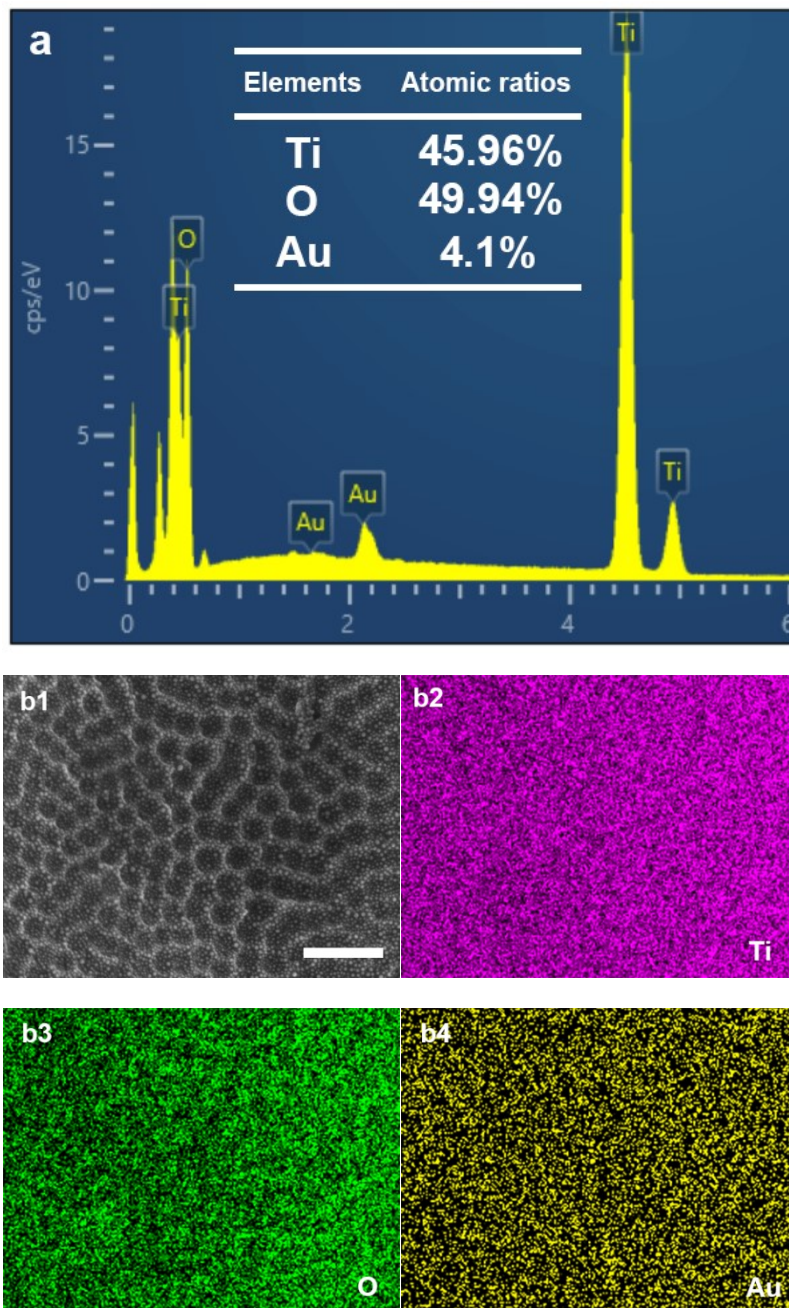 a
Elements Atomic ratios
Ti 45.96%
O 49.94%
Au 4.1%
Ti
15
O
10
Ti
cps/eV
5
Au
Au
Ti
0
0 2 4 6
b1
b2
Ti
b3
O
b4
Au